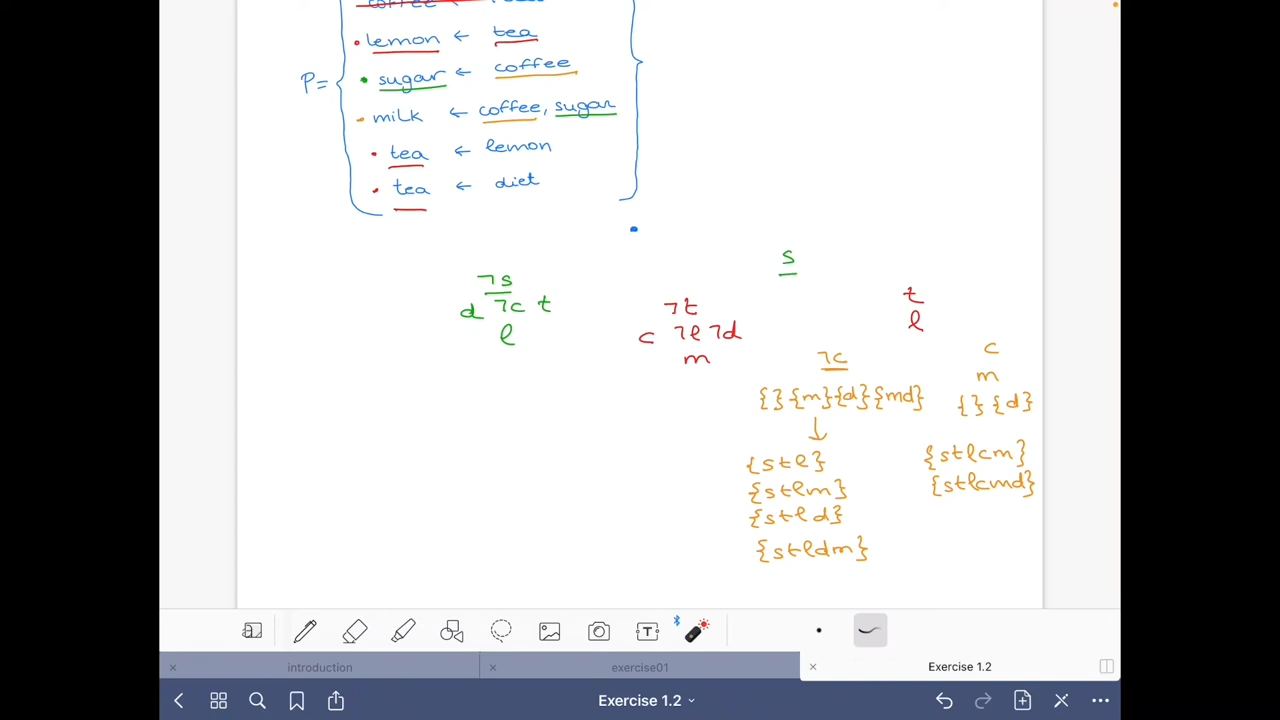 lemon ← tea
sugar ← coffee
P=
milk ← coffee, sugar
tea ← lemon
tea ← diet
s
¬s
d ¬c t
l
¬t
c ¬l ¬d
m
t
l
¬c
{} {m} {d} {md}
↓
{stl}
{stlm}
{stld}
{stldm}
c
m
{} {d}
{stlcm}
{stlcmd}
T
introduction
exercise01
Exercise 1.2
Exercise 1.2